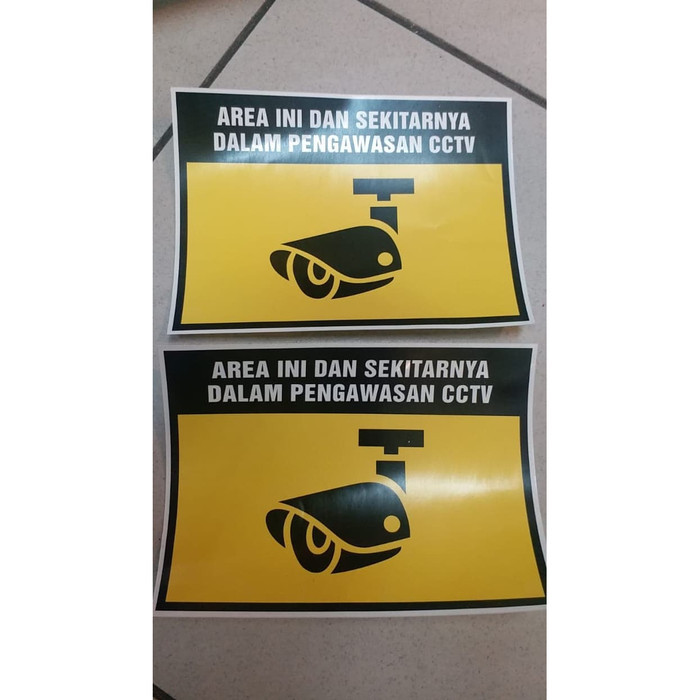 AREA INI DAN SEKITARNYA
DALAM PENGAWASAN CCTV
AREA INI DAN SEKITARNYA
DALAM PENGAWASAN CCTV